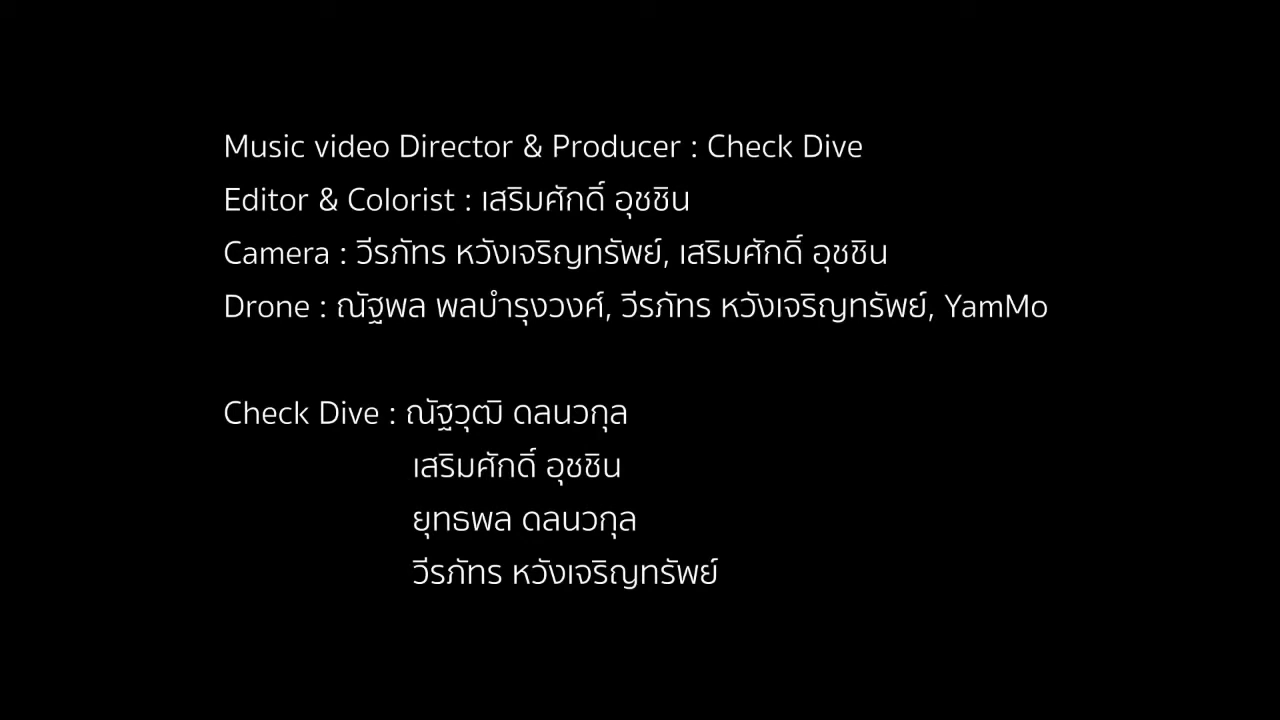 Music video Director & Producer : Check Dive
Editor & Colorist : เสริมศักดิ์ อุชชิน
Camera : วีรภัทร หวังเจริญทรัพย์, เสริมศักดิ์ อุชชิน
Drone : ณัฐพล พลบำรุงวงศ์, วีรภัทร หวังเจริญทรัพย์, YamMo
Check Dive : ณัฐวุฒิ ดลนวกุล
เสริมศักดิ์ อุชชิน
ยุทธพล ดลนวกุล
วีรภัทร หวังเจริญทรัพย์